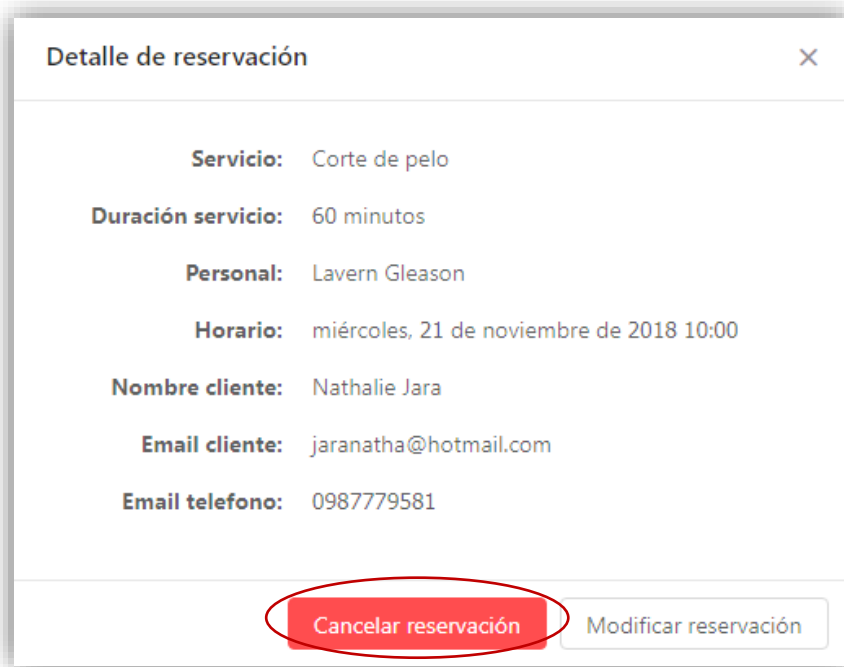 Detalle de reservación
Servicio: Corte de pelo
Duración servicio: 60 minutos
Personal: Lavern Gleason
Horario: miércoles, 21 de noviembre de 2018 10:00
Nombre cliente: Nathalie Jara
Email cliente: jaranatha@hotmail.com
Email telefono: 0987779581
Cancelar reservación Modificar reservación